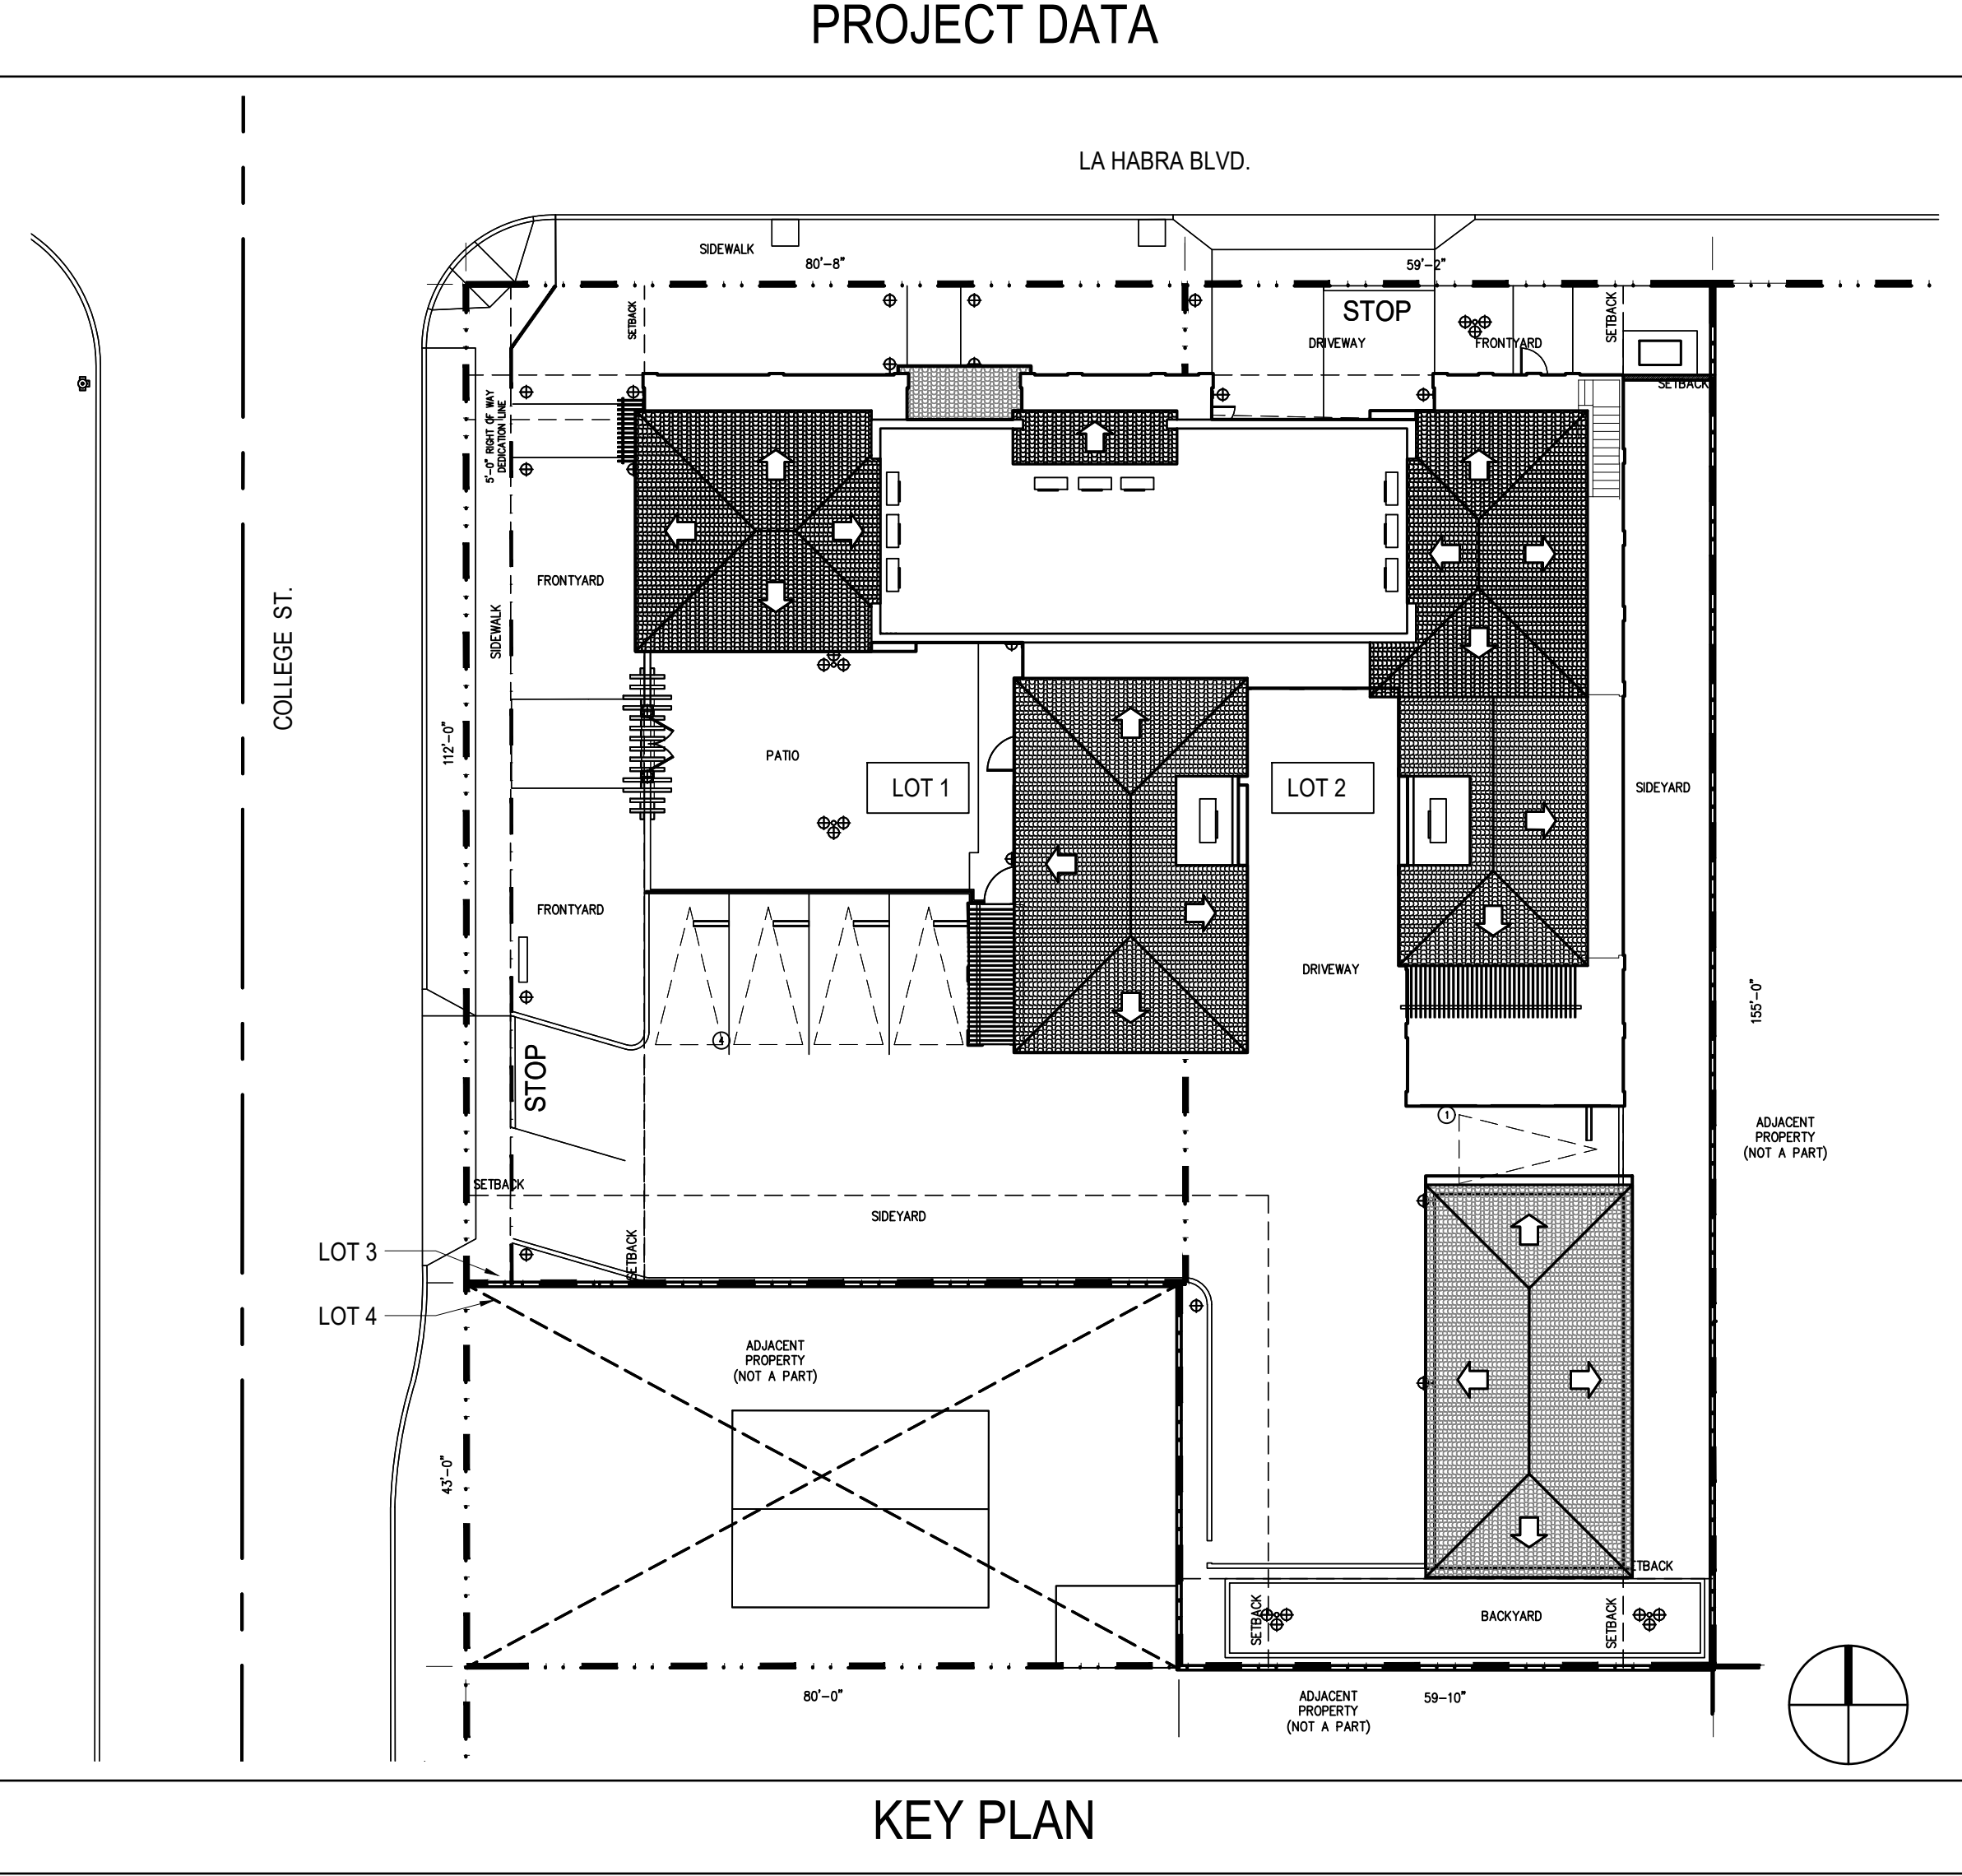 PROJECT DATA
LA HABRA BLVD.
SIDEWALK
80'-8"
59'-2"
SETBACK
STOP
SETBACK
DRIVEWAY
FRONTYARD
SETBACK
5'-0" RIGHT OF WAY
DEDICATION LINE
FRONTYARD
COLLEGE ST.
SIDEWALK
112'-0"
PATIO
LOT 1
LOT 2
SIDEYARD
FRONTYARD
DRIVEWAY
155'-0"
4
STOP
1
ADJACENT
PROPERTY
(NOT A PART)
SETBACK
SIDEYARD
SETBACK
LOT 3
LOT 4
ADJACENT
PROPERTY
(NOT A PART)
43'-0"
TBACK
SETBACK
BACKYARD
SETBACK
80'-0"
ADJACENT
PROPERTY
(NOT A PART)
59-10"
KEY PLAN